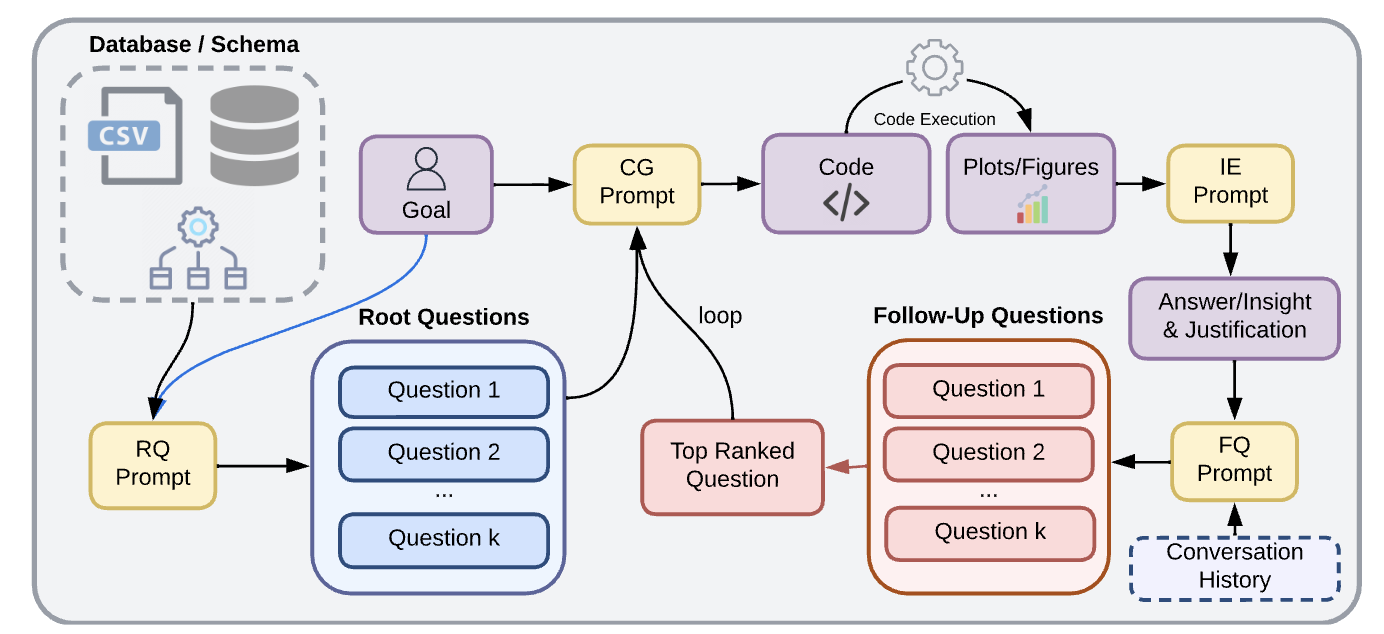 Database / Schema
CSV
Goal
CG
Prompt
Code
</>
Code Execution
Plots/Figures
IE
Prompt
Answer/Insight
& Justification
RQ
Prompt
Root Questions
Question 1
Question 2
...
Question k
loop
Top Ranked
Question
Follow-Up Questions
Question 1
Question 2
...
Question k
FQ
Prompt
Conversation
History